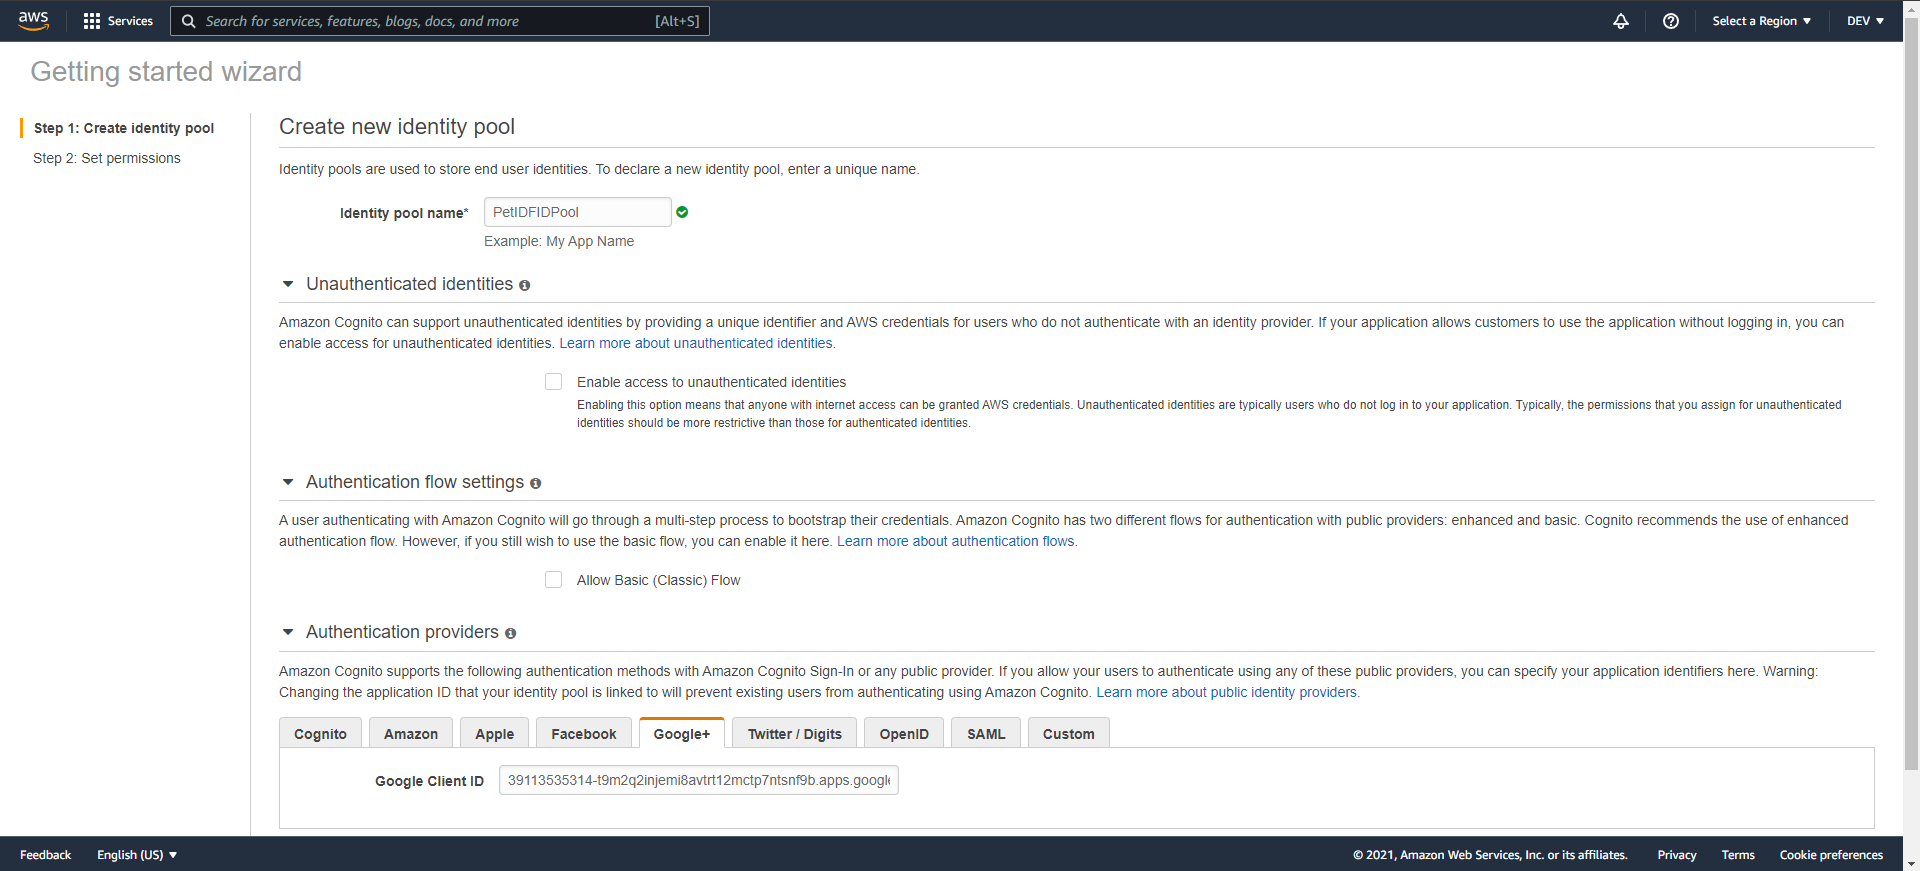 aws
Services
Search for services, features, blogs, docs, and more
[Alt+S]
Select a Region
DEV
Getting started wizard
Step 1: Create identity pool
Step 2: Set permissions
Create new identity pool
Identity pools are used to store end user identities. To declare a new identity pool, enter a unique name.
Identity pool name*
PetIDFIDPool
Example: My App Name
Unauthenticated identities
Amazon Cognito can support unauthenticated identities by providing a unique identifier and AWS credentials for users who do not authenticate with an identity provider. If your application allows customers to use the application without logging in, you can
enable access for unauthenticated identities. Learn more about unauthenticated identities.
Enable access to unauthenticated identities
Enabling this option means that anyone with internet access can be granted AWS credentials. Unauthenticated identities are typically users who do not log in to your application. Typically, the permissions that you assign for unauthenticated
identities should be more restrictive than those for authenticated identities.
Authentication flow settings
A user authenticating with Amazon Cognito will go through a multi-step process to bootstrap their credentials. Amazon Cognito has two different flows for authentication with public providers: enhanced and basic. Cognito recommends the use of enhanced
authentication flow. However, if you still wish to use the basic flow, you can enable it here. Learn more about authentication flows.
Allow Basic (Classic) Flow
Authentication providers
Amazon Cognito supports the following authentication methods with Amazon Cognito Sign-In or any public provider. If you allow your users to authenticate using any of these public providers, you can specify your application identifiers here. Warning:
Changing the application ID that your identity pool is linked to will prevent existing users from authenticating using Amazon Cognito. Learn more about public identity providers.
Cognito
Amazon
Apple
Facebook
Google+
Twitter / Digits
OpenID
SAML
Custom
Google Client ID
39113535314-t9m2q2injemi8avtrt12mctp7ntsnf9b.apps.google
Feedback
English (US)
© 2021, Amazon Web Services, Inc. or its affiliates.
Privacy
Terms
Cookie preferences